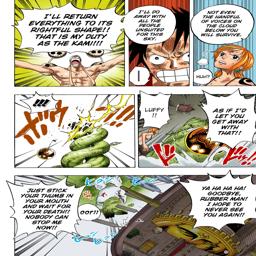 I'LL RETURN
EVERYTHING TO ITS
RIGHTFUL SHAPE!!
THAT IS MY DUTY
AS THE KAMI!!!
I'LL DO
AWAY WITH
ALL THE
PEOPLE
UNSUITED
FOR THIS
SKY.
NOT EVEN
THE HANDFUL
OF VOICES ON
THE CLOUD
BELOW YOU
WILL SURVIVE.
HUH!?
LUFFY
!!
AS IF I'D
LET YOU
GET AWAY
WITH
THAT!!
JUST STICK
YOUR THUMBS IN
YOUR MOUTH
AND WAIT FOR
YOUR DEATH!!
NOBODY
CAN STOP
ME NOW!!
OOF!!
YA HA HA HA!
GOODBYE,
RUBBER MAN!
I HOPE TO
NEVER SEE
YOU AGAIN!!